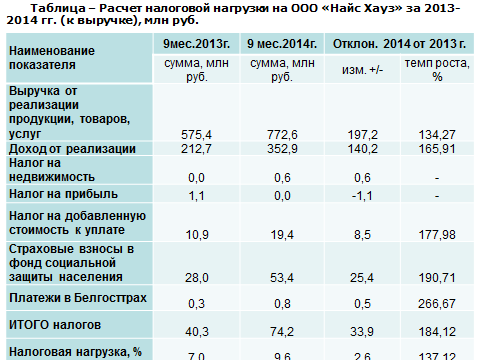 Таблица – Расчет налоговой нагрузки на ООО «Найс Хауз» за 2013-
2014 гг. (к выручке), млн руб.
Наименование показателя 9мес.2013г. 9 мес.2014г. Отклон. 2014 от 2013 г.
сумма, млн руб. сумма, млн руб. изм. +/- темп роста, %
Выручка от
реализации
продукции, товаров,
услуг 575,4 772,6 197,2 134,27
Доход от реализации 212,7 352,9 140,2 165,91
Налог на
недвижимость 0,0 0,6 0,6 -
Налог на прибыль 1,1 0,0 -1,1 -
Налог на добавленную
стоимость к уплате 10,9 19,4 8,5 177,98
Страховые взносы в
фонд социальной
защиты населения 28,0 53,4 25,4 190,71
Платежи в Белгосстрах 0,3 0,8 0,5 266,67
ИТОГО налогов 40,3 74,2 33,9 184,12
Налоговая нагрузка, % 7,0 9,6 2,6 137,12